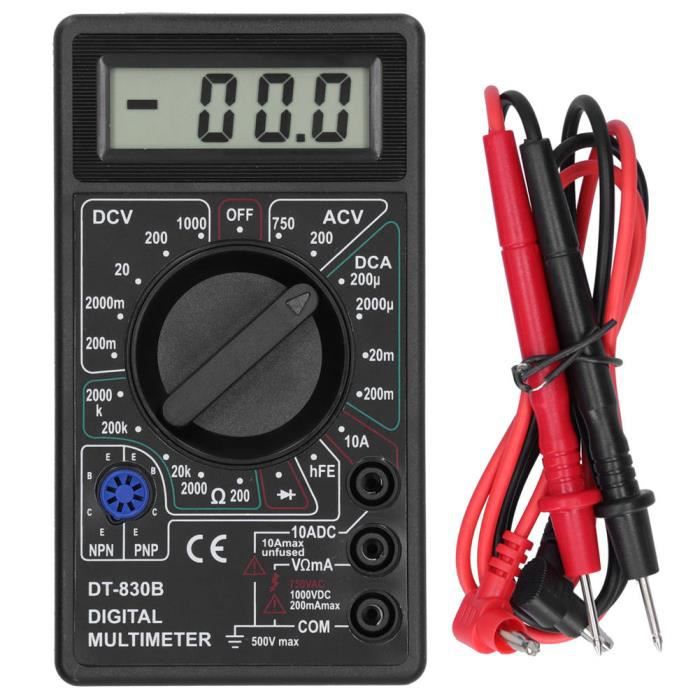 - 00.0
DCV
1000
OFF
750
ACV
200
200
20
2000m
200m
DCA
200µ
2000µ
20m
200m
10A
2000
k
200k
20k
2000
Ω
200
hFE
E E
B B
C C
E E
NPN PNP
CE
10ADC
10Amax
unfused
VΩmA
750VAC
1000VDC
200mAmax
COM
500V max
DT-830B
DIGITAL
MULTIMETER